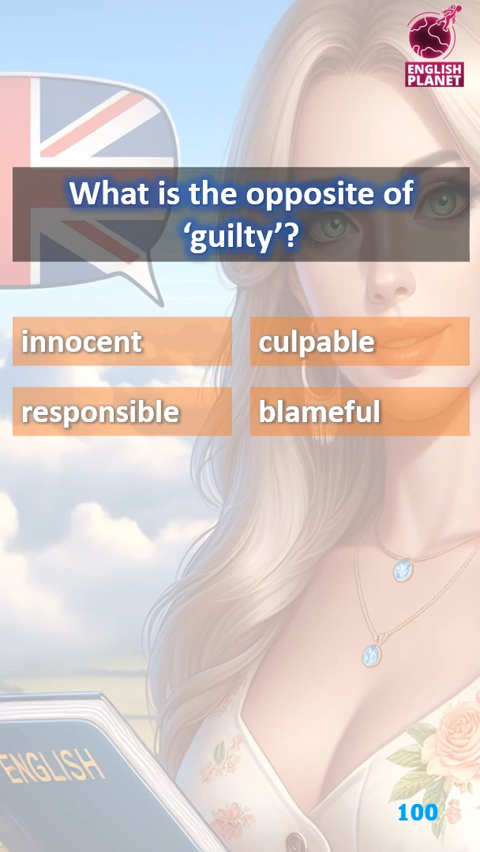 ENGLISH
PLANET
What is the opposite of
‘guilty’?
innocent
culpable
responsible
blameful
ENGLISH
100